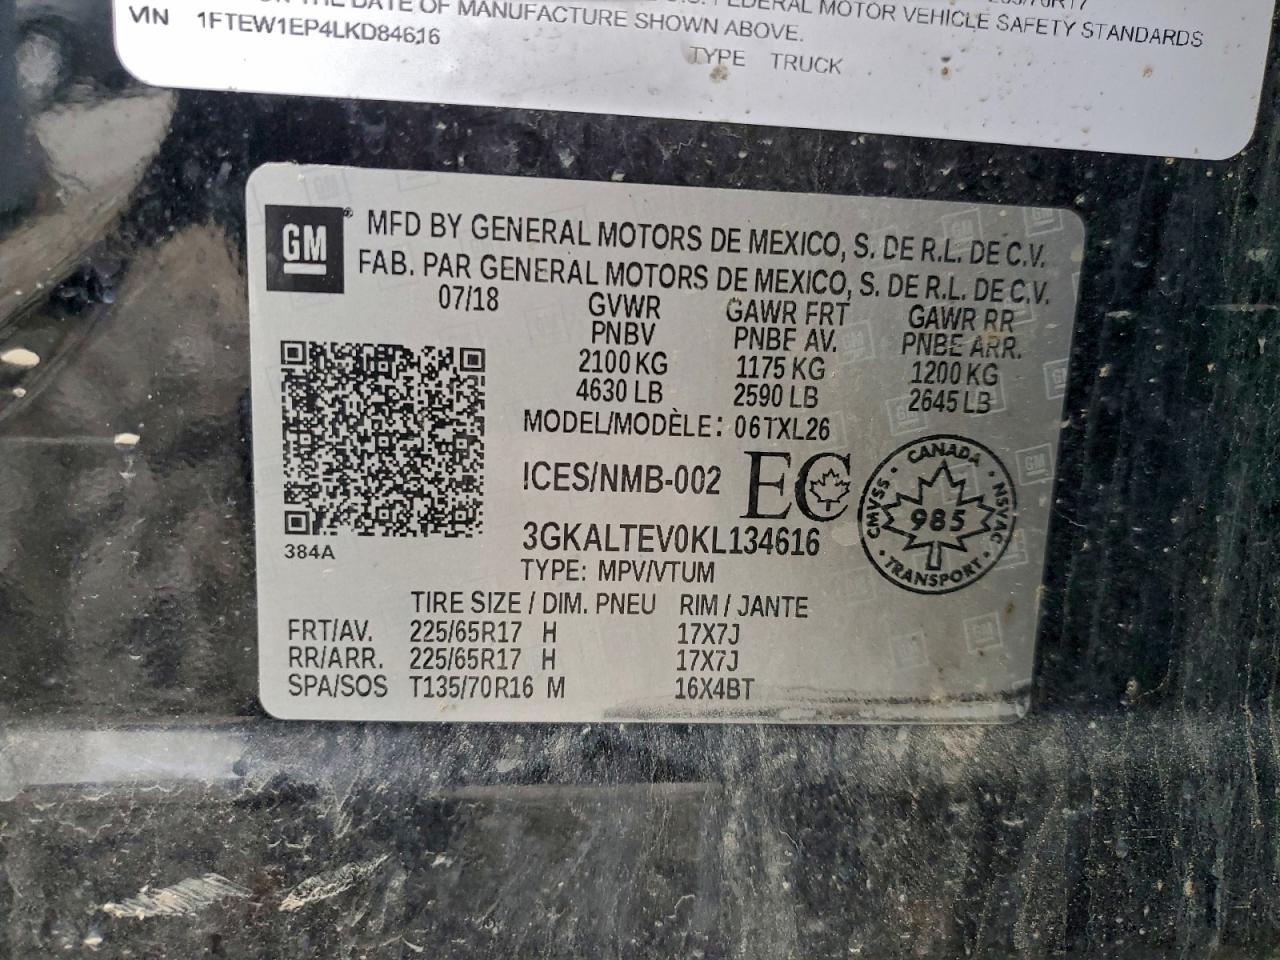 DATE OF MANUFACTURE SHOWN ABOVE.
FEDERAL MOTOR VEHICLE SAFETY STANDARDS
VIN 1FTEW1EP4LKD84616
TYPE TRUCK
GM
MFD BY GENERAL MOTORS DE MEXICO, S. DE R.L. DE C.V.
FAB. PAR GENERAL MOTORS DE MEXICO, S. DE R.L. DE C.V.
07/18 GVWR GAWR FRT GAWR RR
PNBV PNBE AV. PNBE ARR.
2100 KG 1175 KG 1200 KG
4630 LB 2590 LB 2645 LB
MODEL/MODÈLE: 06TXL26
ICES/NMB-002 EC
CANADA
CMVSS 985 NSVAC
TRANSPORT
3GKALTEV0KL134616
384A
TYPE: MPV/VTUM
TIRE SIZE / DIM. PNEU RIM / JANTE
FRT/AV. 225/65R17 H 17X7J
RR/ARR. 225/65R17 H 17X7J
SPA/SOS T135/70R16 M 16X4BT